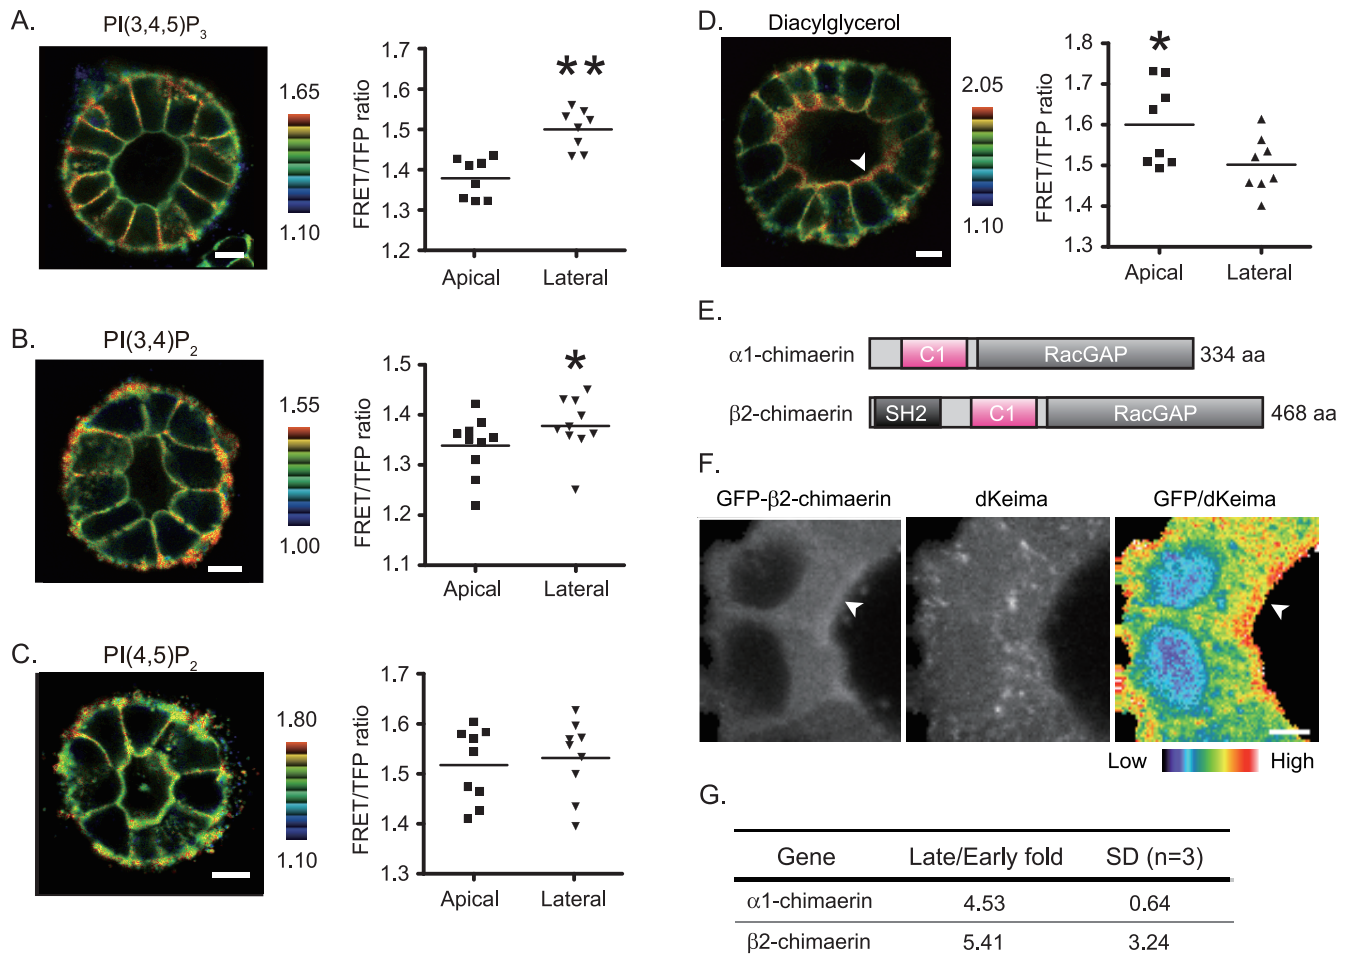 A.
PI(3,4,5)P3
1.65
1.10
FRET/TFP ratio
1.7
1.6
1.5
1.4
1.3
1.2
**
Apical Lateral
B.
PI(3,4)P2
1.55
1.00
FRET/TFP ratio
1.5
1.4
1.3
1.2
1.1
*
Apical Lateral
C.
PI(4,5)P2
1.80
1.10
FRET/TFP ratio
1.7
1.6
1.5
1.4
1.3
Apical Lateral
D.
Diacylglycerol
2.05
1.10
FRET/TFP ratio
1.8
1.7
1.6
1.5
1.4
1.3
*
Apical Lateral
E.
α1-chimaerin C1 RacGAP 334 aa
β2-chimaerin SH2 C1 RacGAP 468 aa
F.
GFP-β2-chimaerin dKeima GFP/dKeima
Low High
G.
Gene Late/Early fold SD (n=3)
α1-chimaerin 4.53 0.64
β2-chimaerin 5.41 3.24